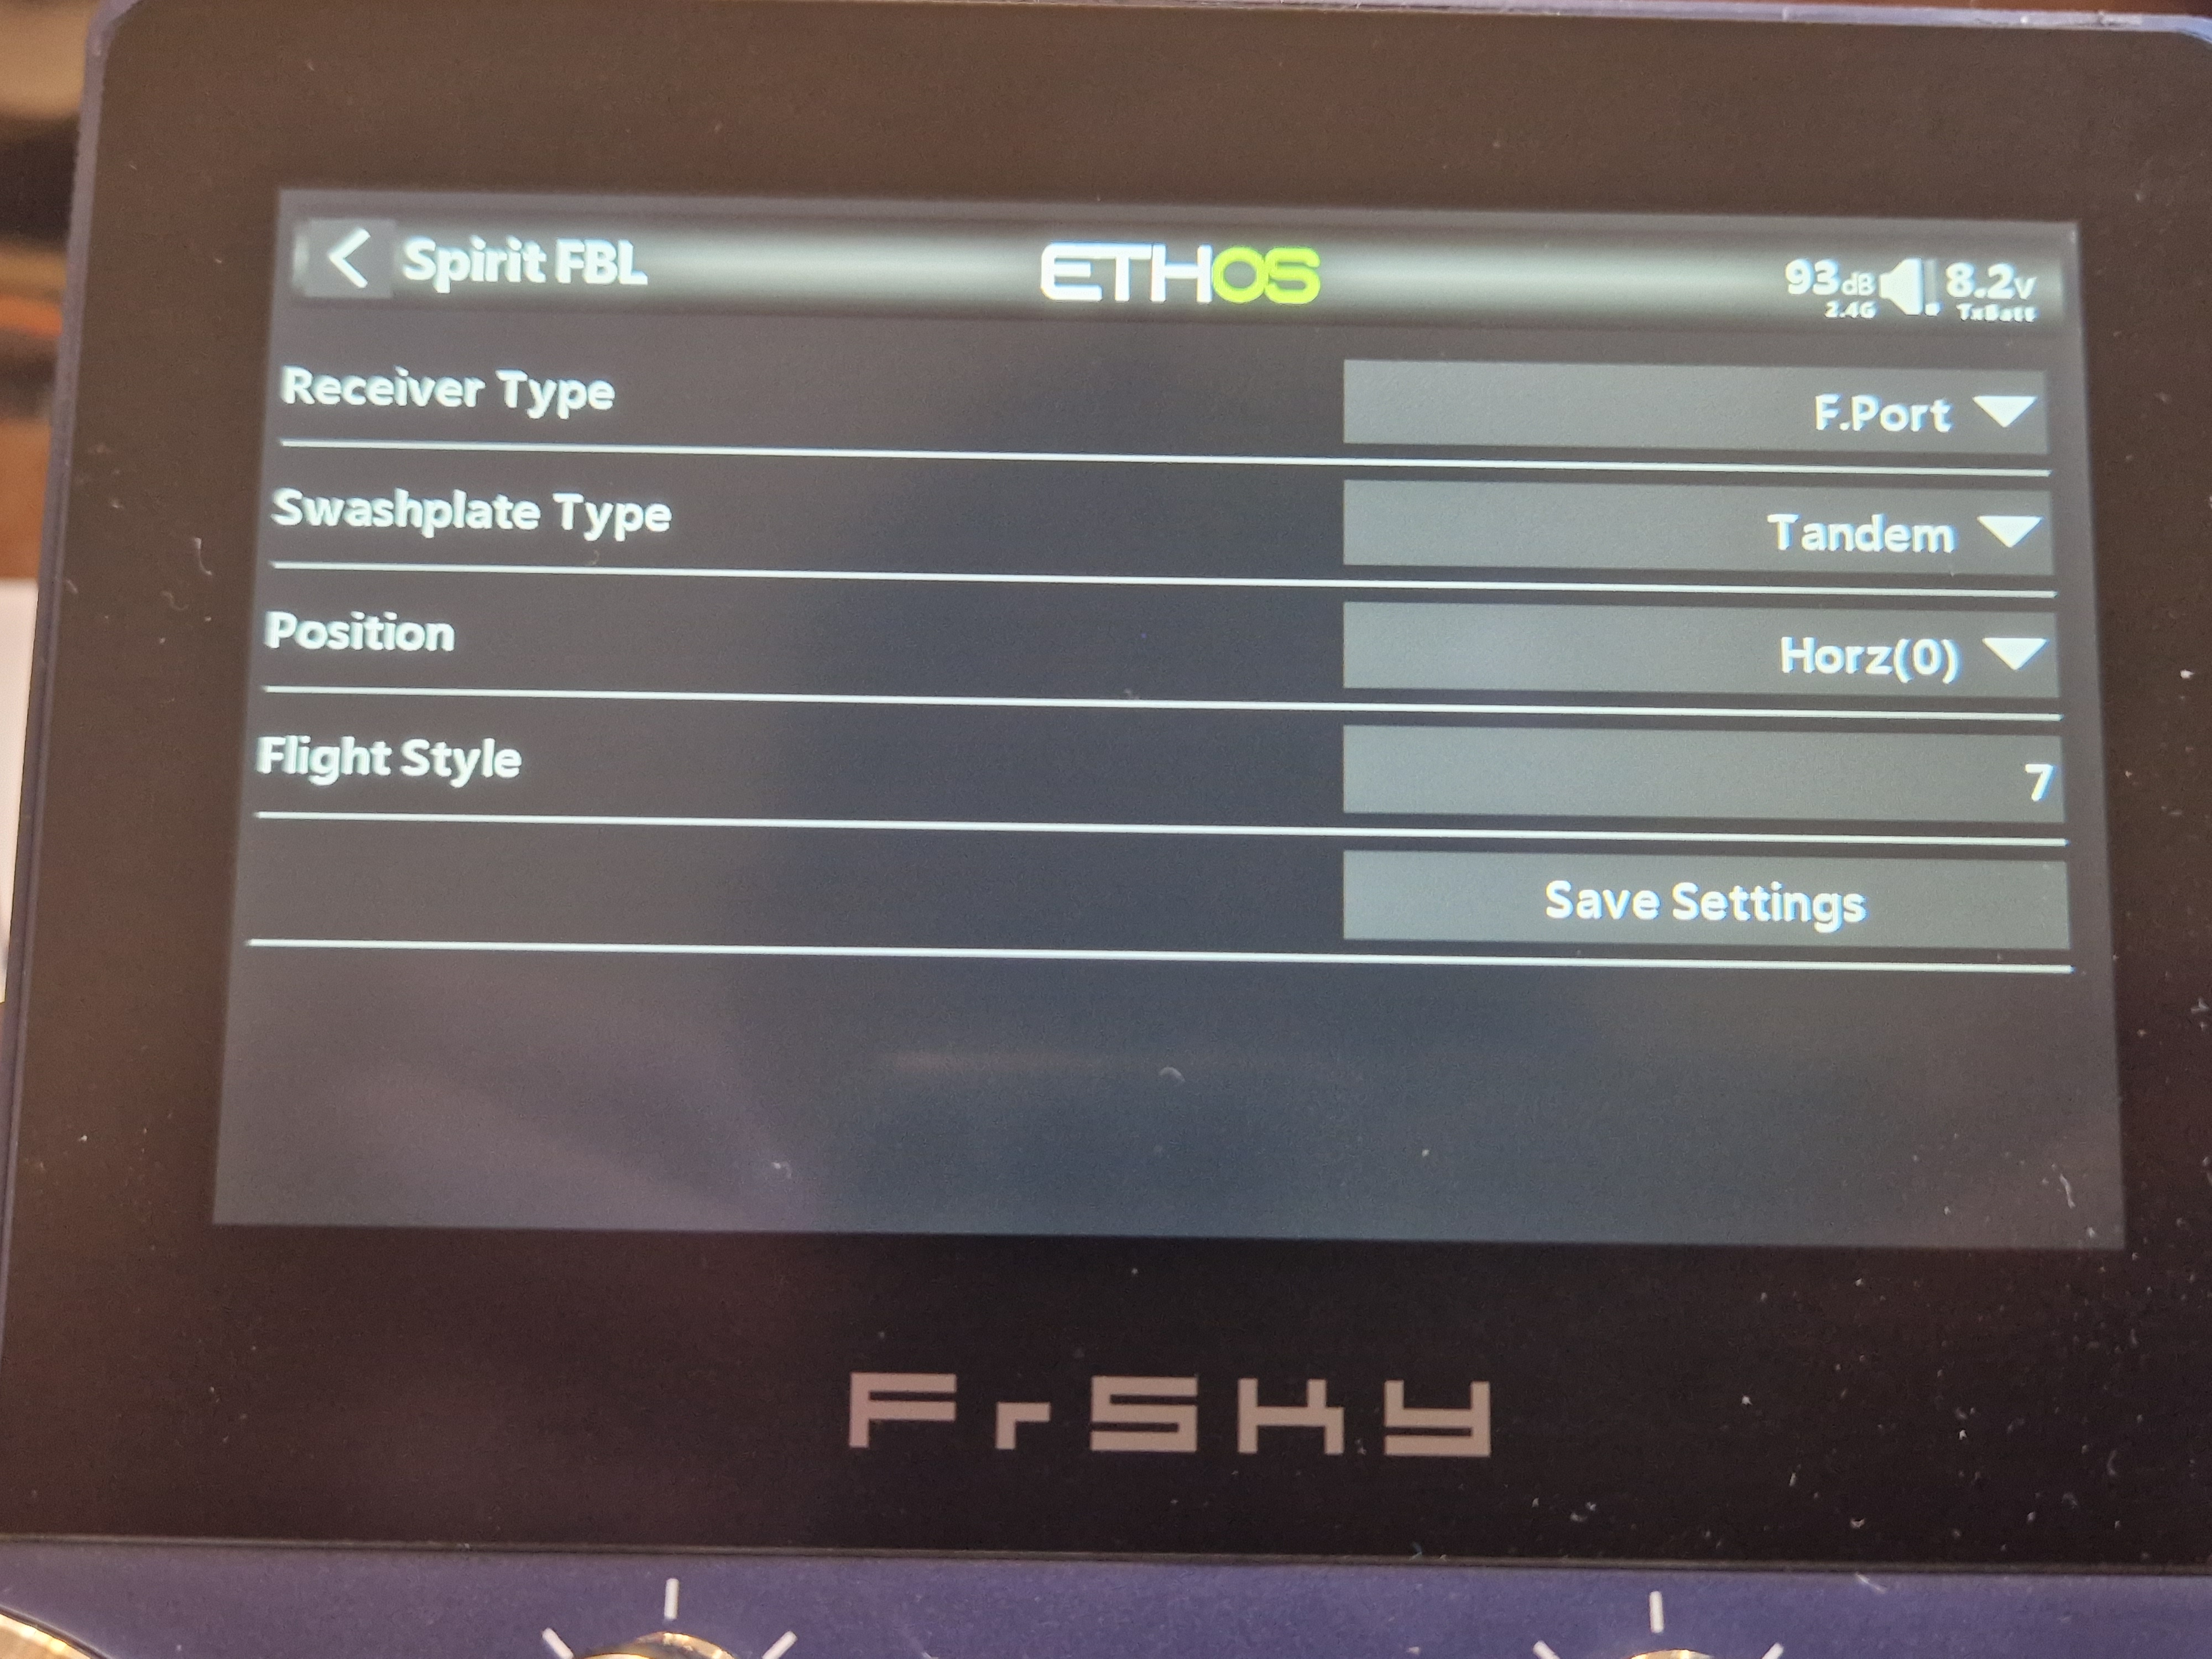 Spirit FBL ETHOS 93dB 8.2v
2.4G TxBatt
Receiver Type F.Port
Swashplate Type Tandem
Position Horz(0)
Flight Style 7
Save Settings
FrSKY